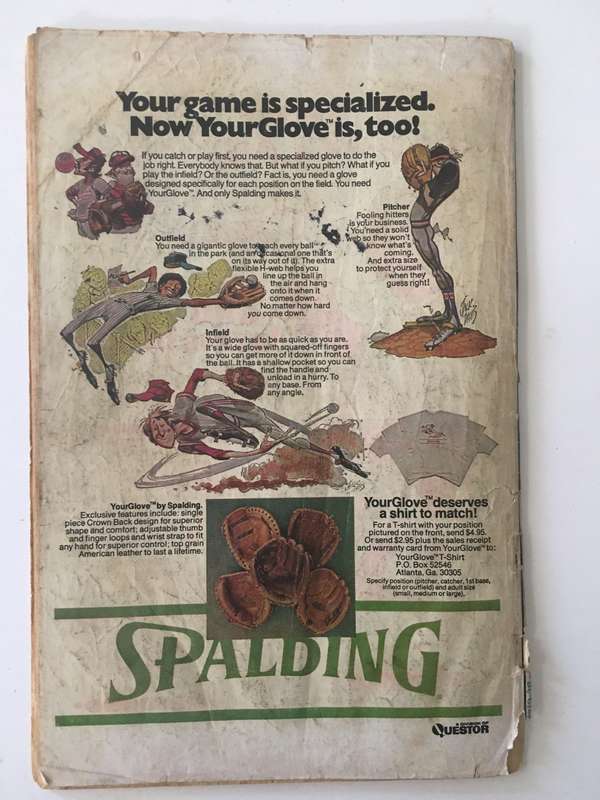 Your game is specialized.
Now YourGlove™ is, too!
If you catch or play first, you need a specialized glove to do the
job right. Everybody knows that. But what if you pitch? What if you
play the infield? Or the outfield? Fact is, you need a glove
designed specifically for each position on the field. You need
YourGlove™. And only Spalding makes it.
Pitcher
Fooling hitters
is your business.
You need a solid
web so they won't
know what's
coming.
And extra size
to protect yourself
when they
guess right!
Outfield
You need a gigantic glove to reach every ball
in the park (and an occasional one that's
on its way out of it). The extra
flexible H-web helps you
line up the ball in
the air and hang
onto it when it
comes down.
No matter how hard
you come down.
Infield
Your glove has to be as quick as you are.
It's a wide glove with squared-off fingers
so you can get more of it down in front of
the ball. It has a shallow pocket so you can
find the handle and
unload in a hurry. To
any base. From
any angle.
YourGlove™ by Spalding.
Exclusive features include: single
piece Crown Back design for superior
shape and comfort; adjustable thumb
and finger loops and wrist strap to fit
any hand for superior control; top grain
American leather to last a lifetime.
YourGlove™ deserves
a shirt to match!
For a T-shirt with your position
pictured on the front, send $4.95.
Or send $2.95 plus the sales receipt
and warranty card from YourGlove™ to:
YourGlove™ T-Shirt
P.O. Box 52546
Atlanta, Ga. 30305
Specify position (pitcher, catcher, 1st base,
infield or outfield) and adult size
(small, medium or large).
SPALDING
A DIVISION OF
QUESTOR